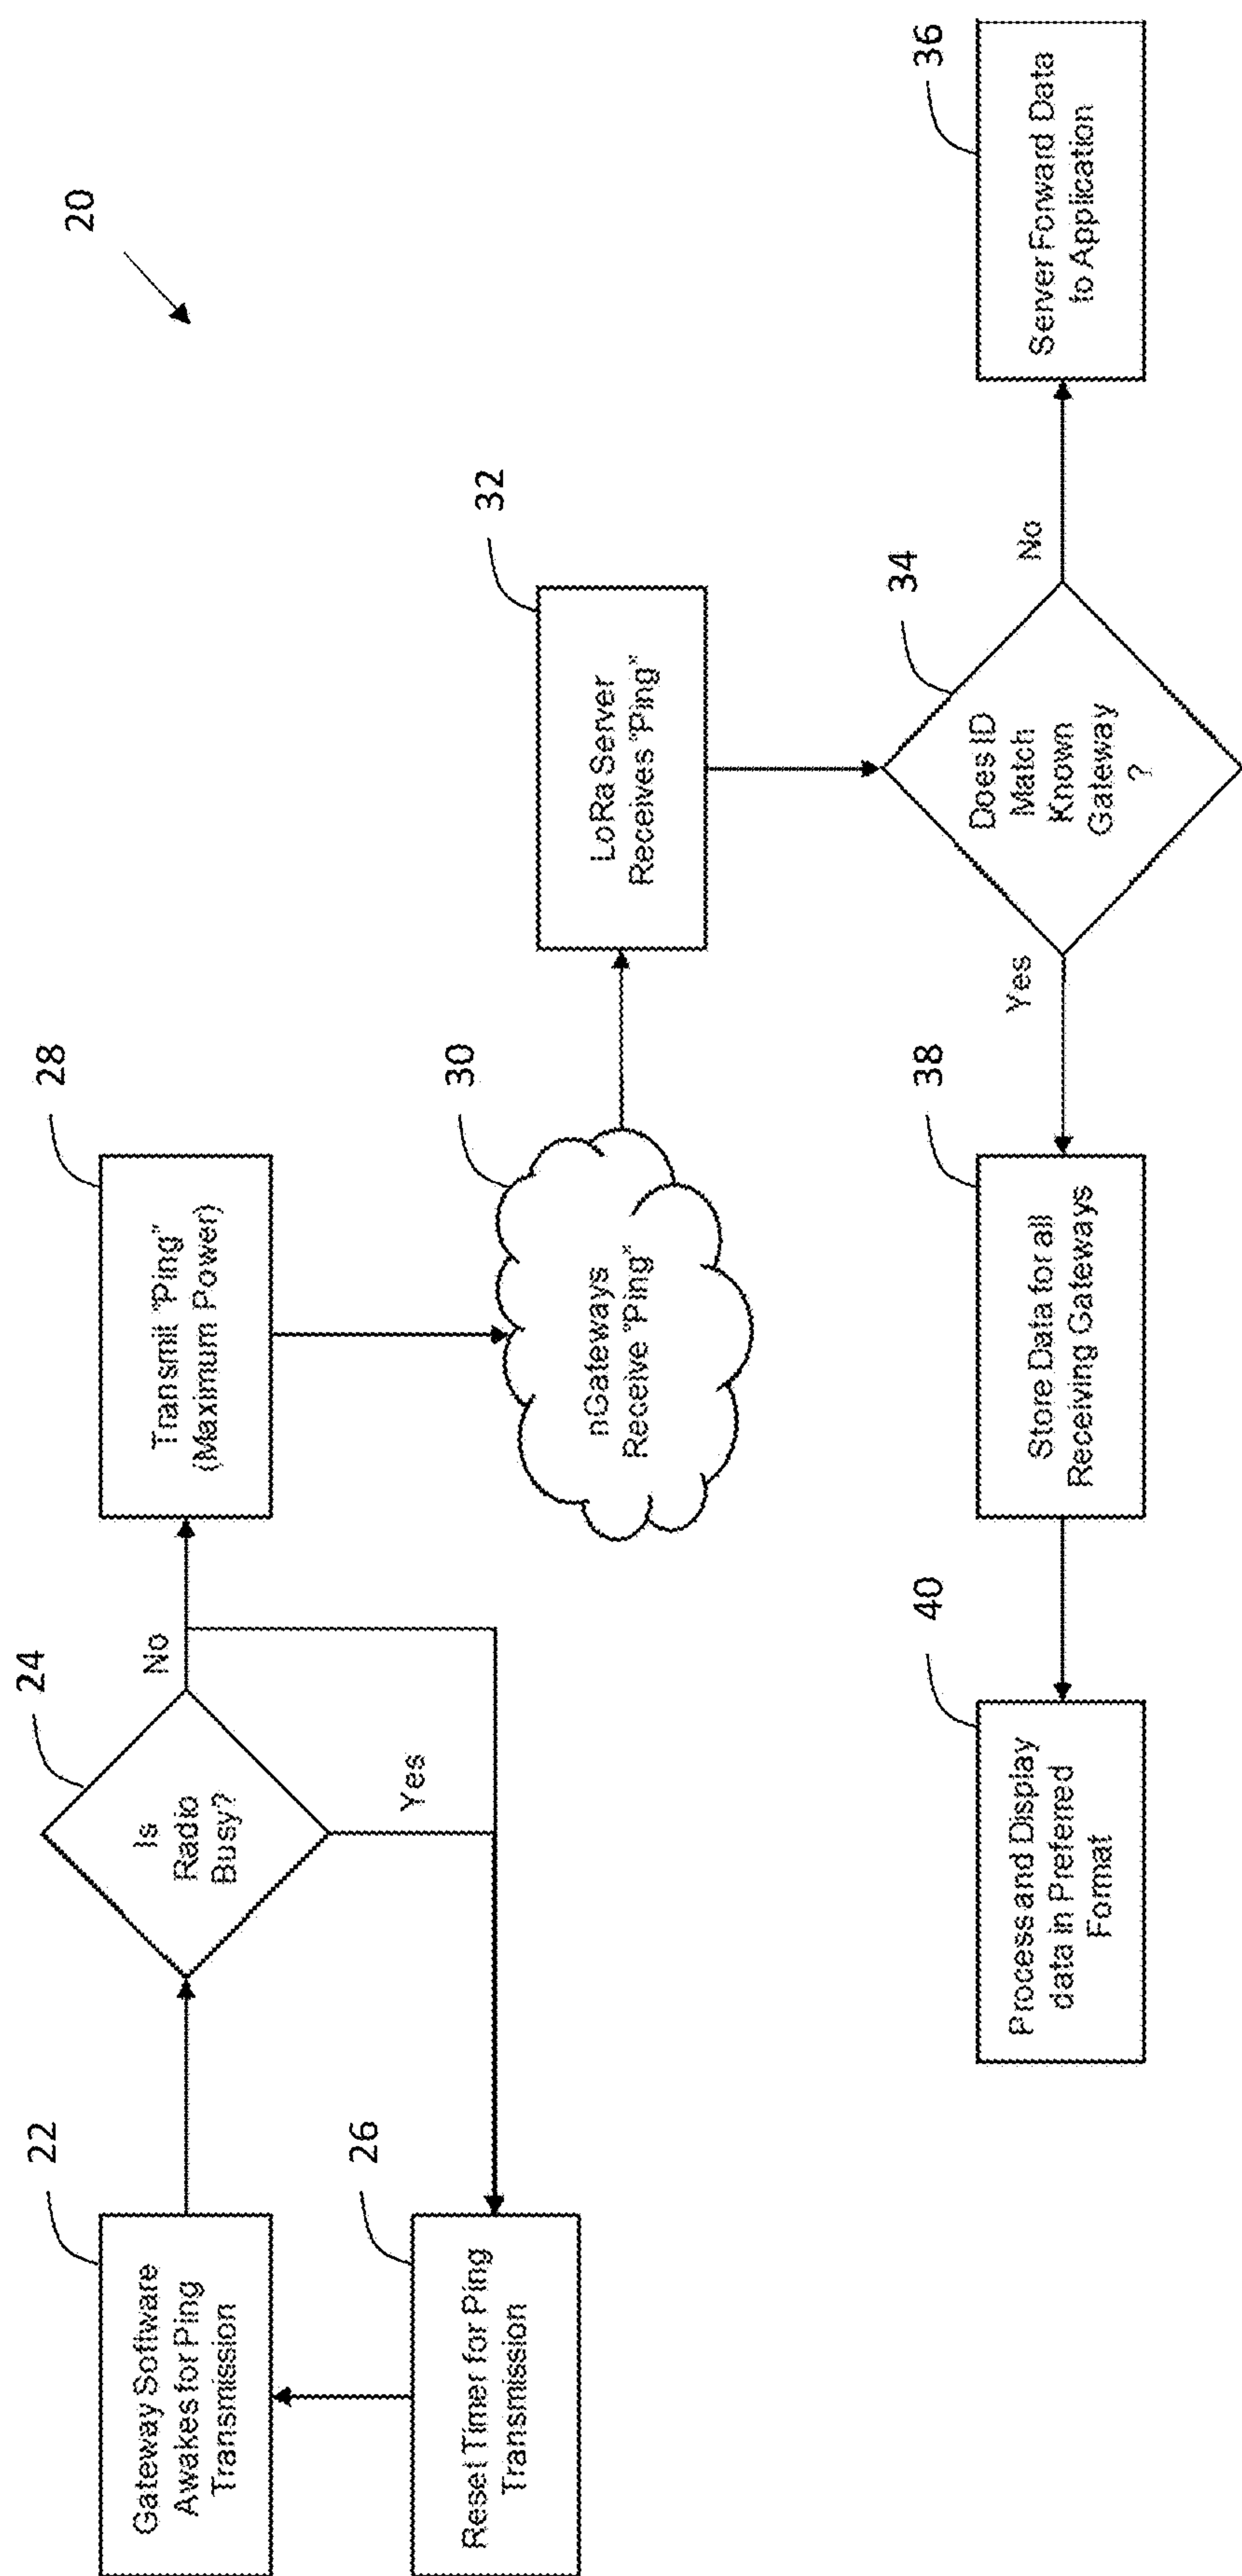 20
22
Gateway Software
Awakes for Ping
Transmission
24
Is
Radio
Busy?
No
Yes
26
Reset Timer for Ping
Transmission
28
Transmit "Ping"
(Maximum Power)
30
nGateways
Receive "Ping"
32
LoRa Server
Receives "Ping"
34
Does ID
Match
Known
Gateway
?
No
Yes
36
Server Forward Data
to Application
38
Store Data for all
Receiving Gateways
40
Process and Display
data in Preferred
Format